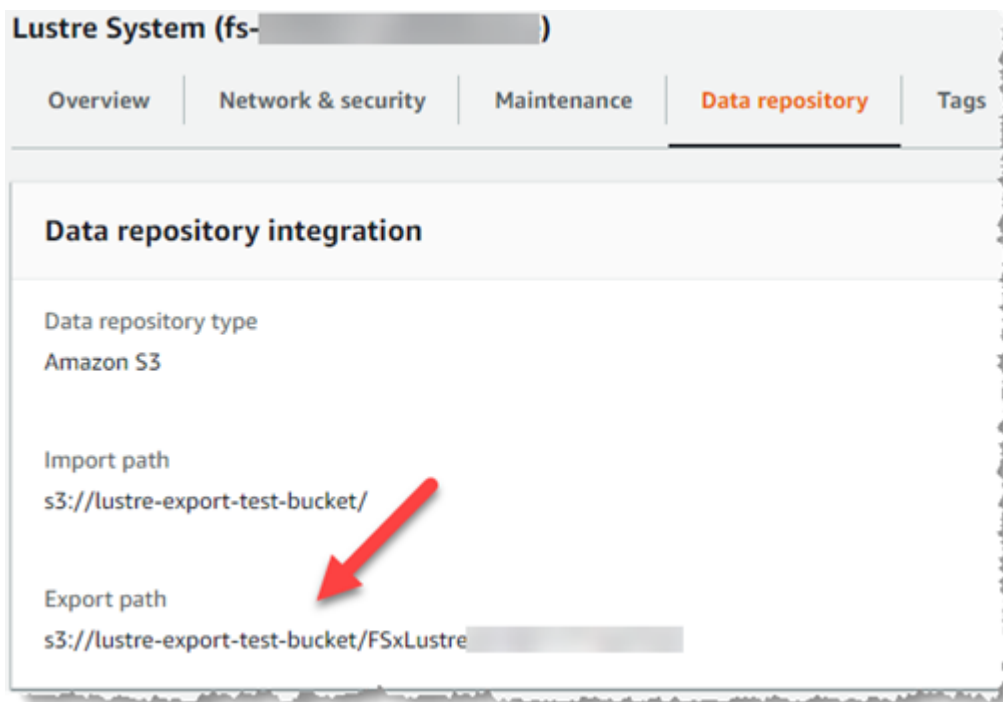 Lustre System (fs- )
Overview Network & security Maintenance Data repository Tags
Data repository integration
Data repository type
Amazon S3
Import path
s3://lustre-export-test-bucket/
Export path
s3://lustre-export-test-bucket/FSxLustre